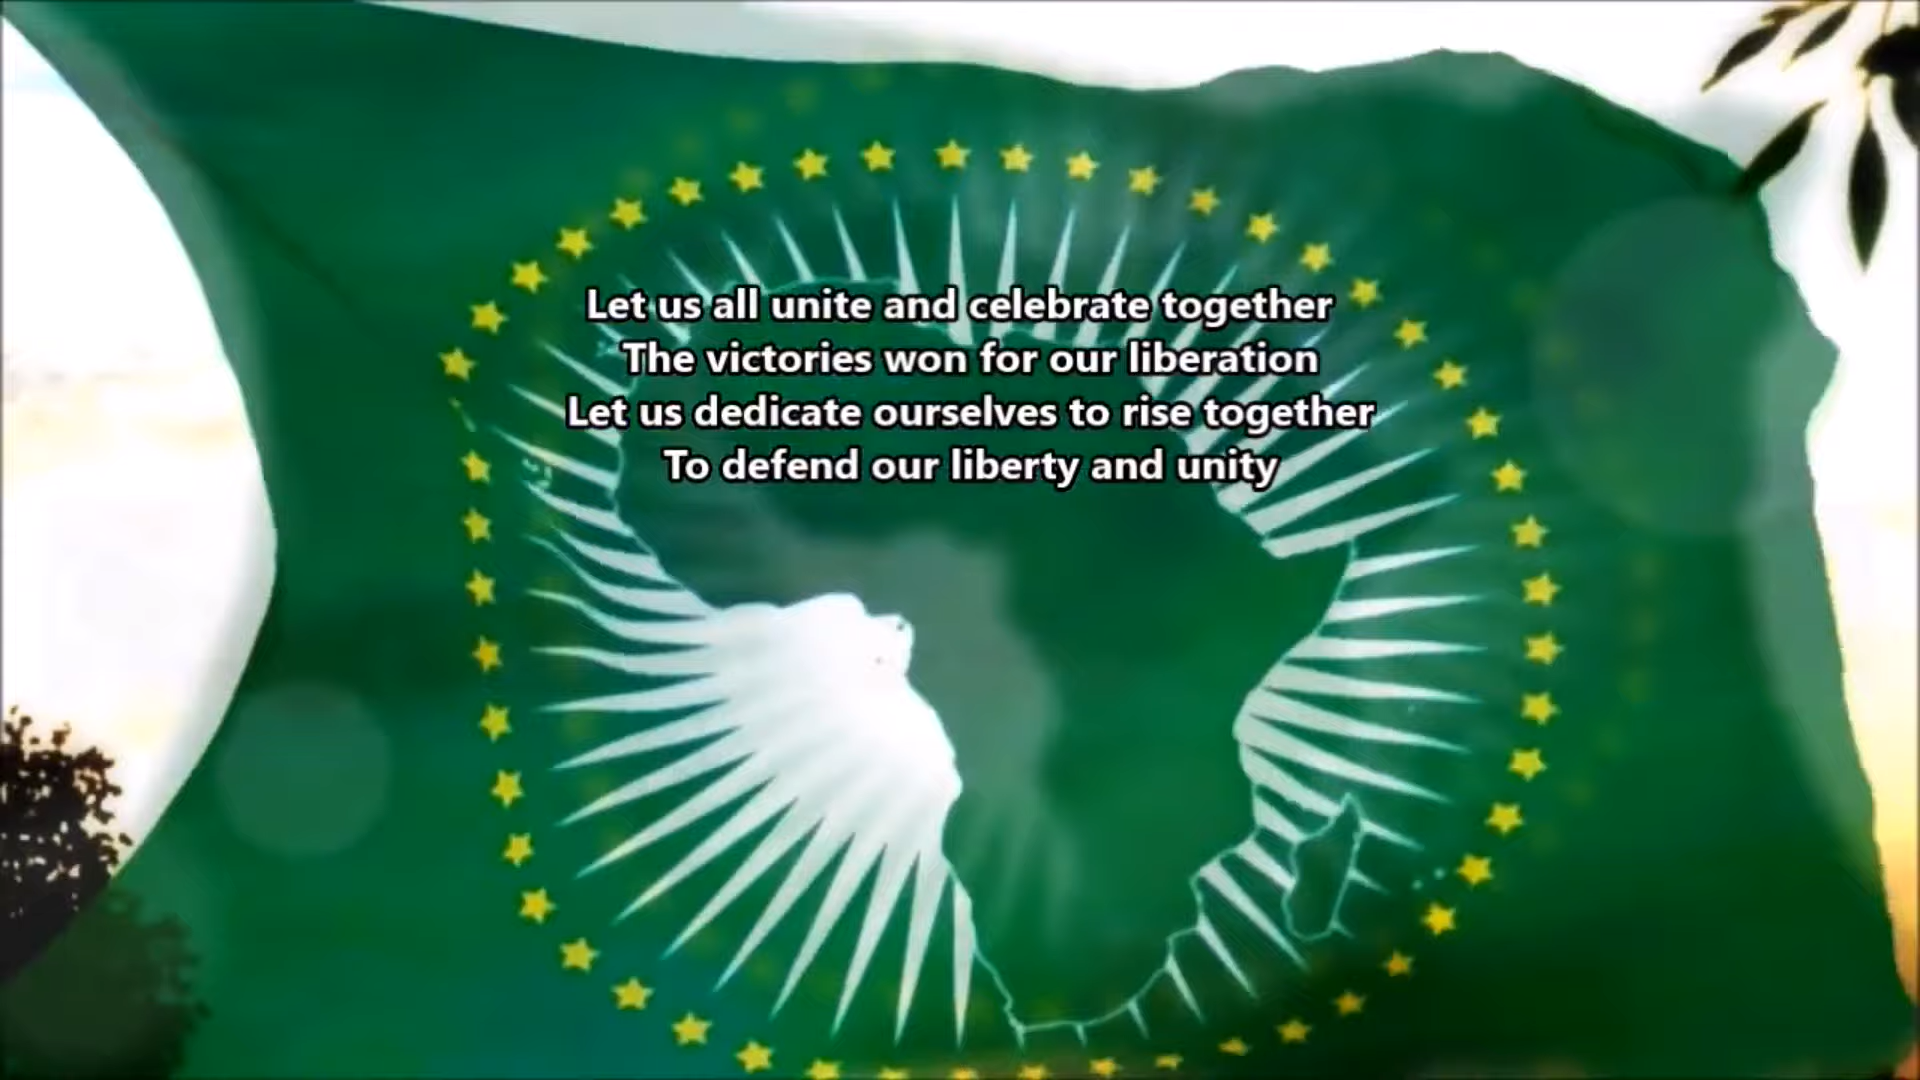 Let us all unite and celebrate together
The victories won for our liberation
Let us dedicate ourselves to rise together
To defend our liberty and unity